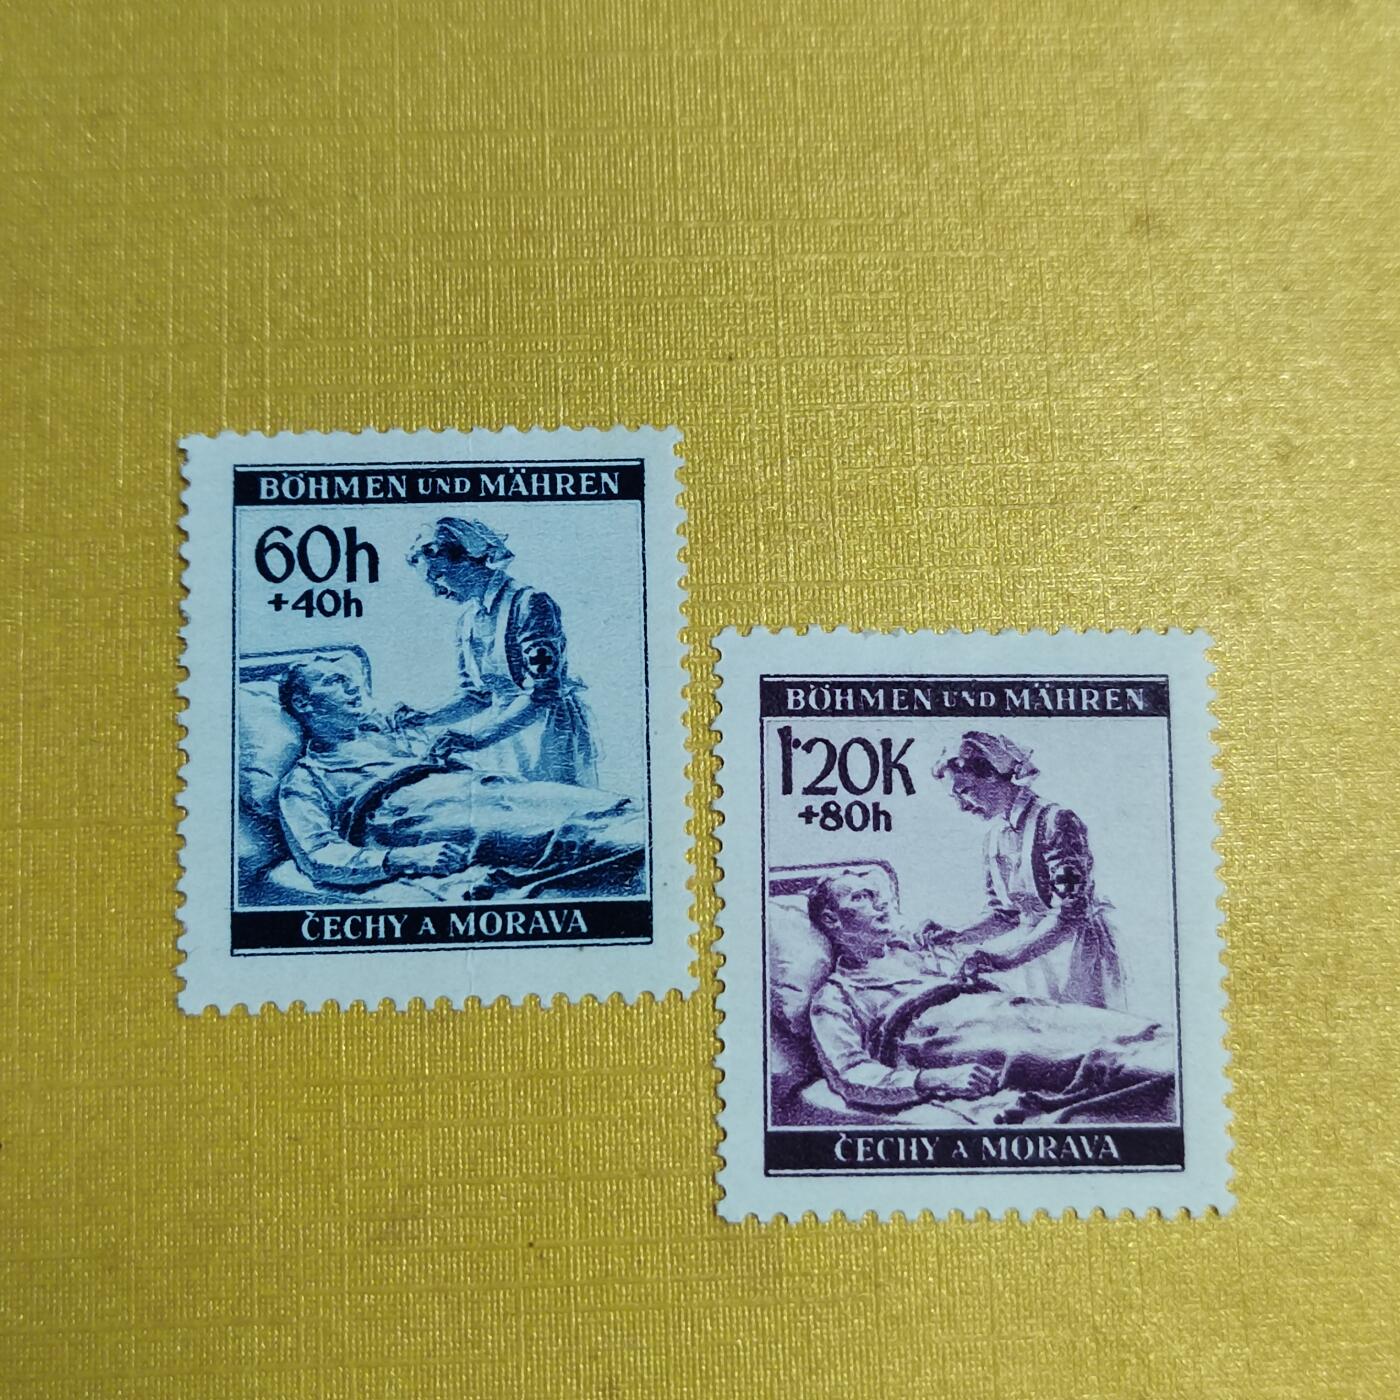 BÖHMEN UND MÄHREN
60h
+40h
ČECHY A MORAVA
BÖHMEN UND MÄHREN
1'20K
+80h
ČECHY A MORAVA